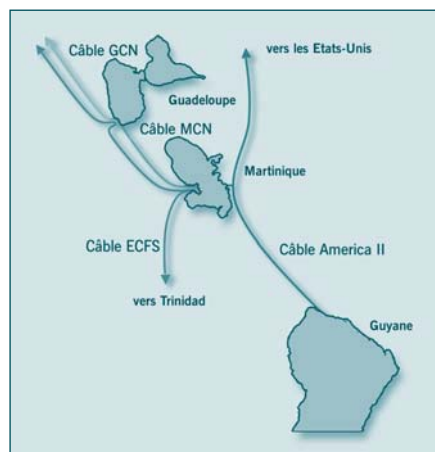 Câble GCN
vers les Etats-Unis
Guadeloupe
Câble MCN
Martinique
Câble ECFS
Câble America II
vers Trinidad
Guyane